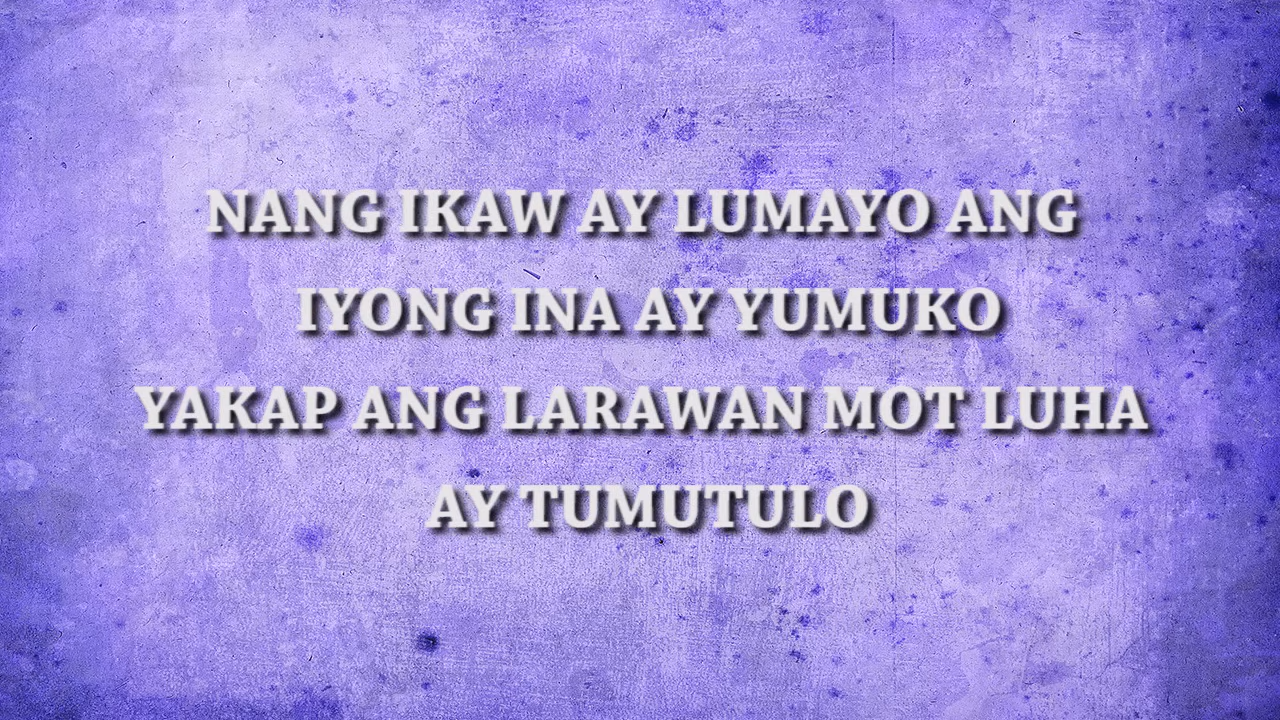 NANG IKAW AY LUMAYO ANG
IYONG INA AY YUMUKO
YAKAP ANG LARAWAN MOT LUHA
AY TUMUTULO